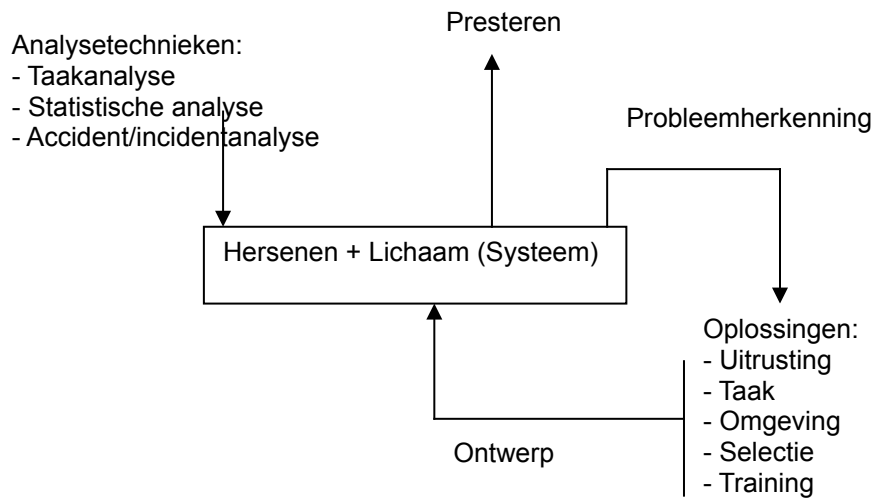 Presteren
Analysetechnieken:
- Taakanalyse
- Statistische analyse
- Accident/incidentanalyse
Probleemherkenning
Hersenen + Lichaam (Systeem)
Oplossingen:
- Uitrusting
- Taak
- Omgeving
- Selectie
- Training
Ontwerp